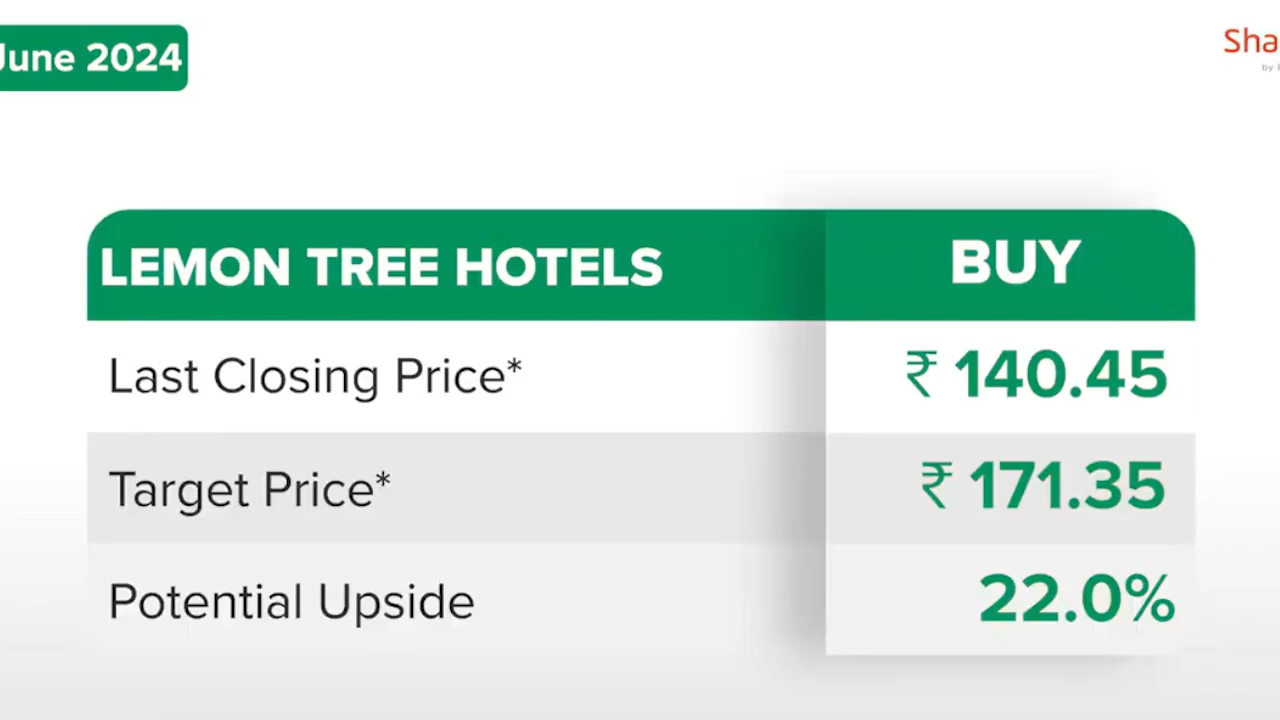 June 2024
Sha
by
LEMON TREE HOTELS BUY
Last Closing Price* ₹ 140.45
Target Price* ₹ 171.35
Potential Upside 22.0%